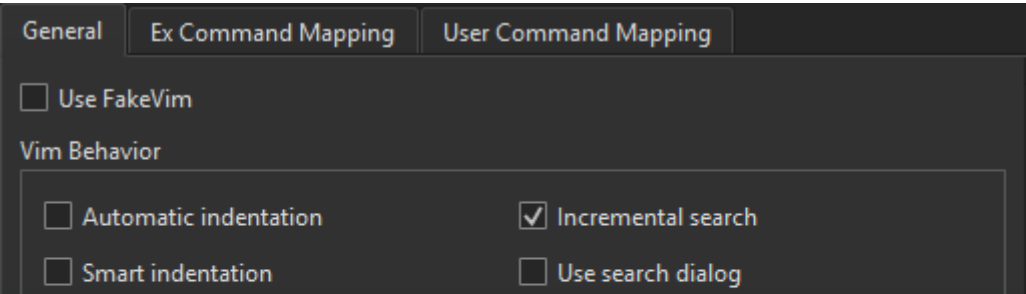 General Ex Command Mapping User Command Mapping
Use FakeVim
Vim Behavior
Automatic indentation Incremental search
Smart indentation Use search dialog